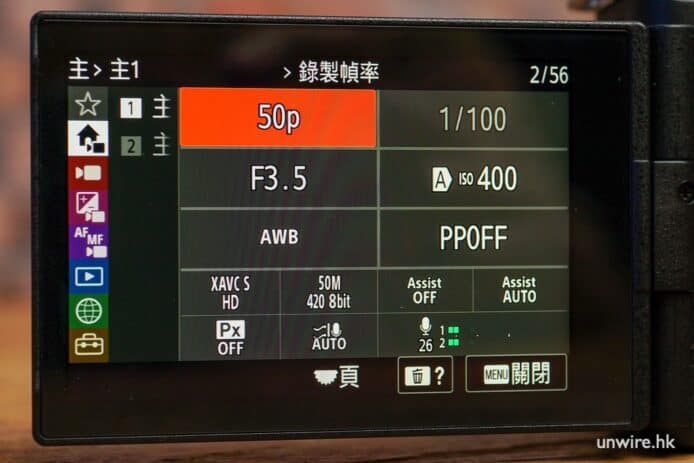 主> 主1 > 錄製幀率 2/56
1 主 50p 1/100
2 主
F3.5 A ISO 400
AF MF
AWB PPOFF
XAVC S HD 50M 420 8bit Assist OFF Assist AUTO
Px OFF AUTO 26 1 2
頁 ? MENU 關閉
unwire.hk